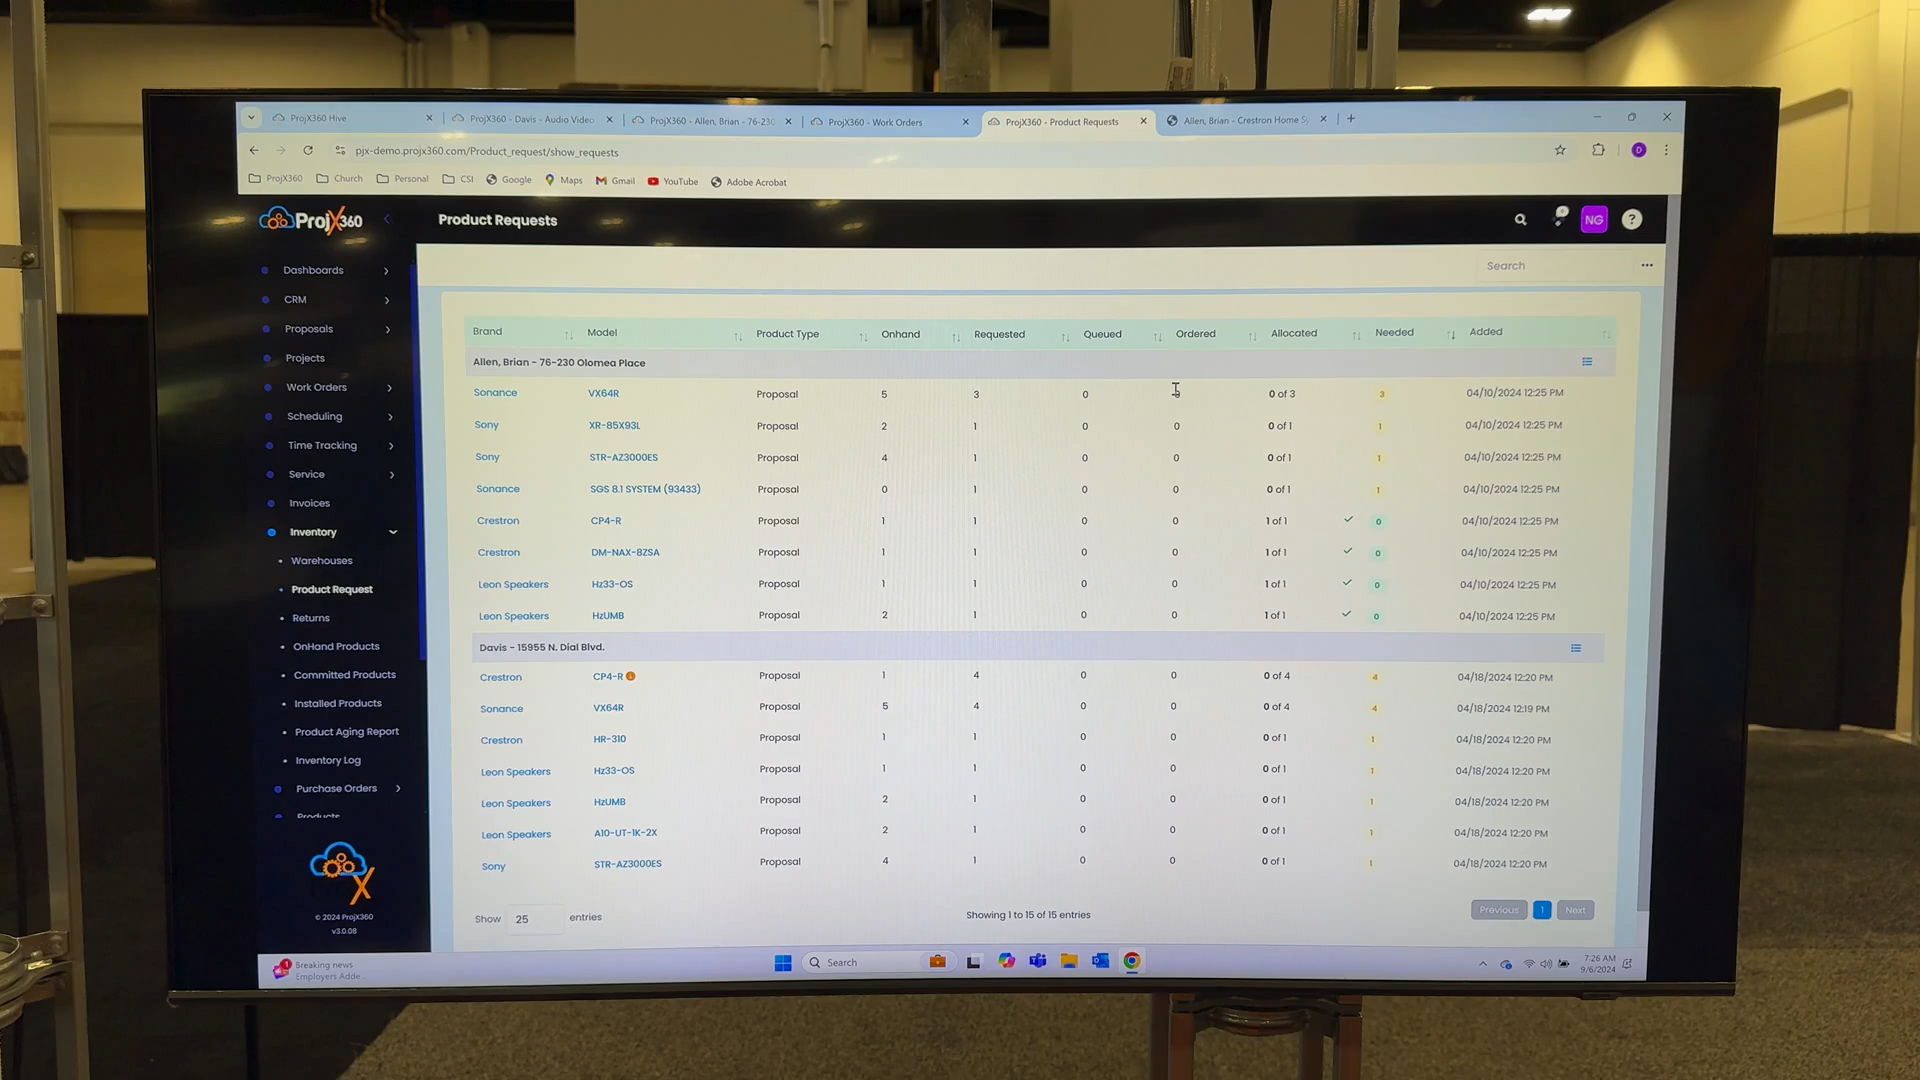 ProjX360 Hive
ProjX360 - Davis - Audio Video
ProjX360 - Allen, Brian - 76-230
ProjX360 - Work Orders
ProjX360 - Product Requests
Allen, Brian - Crestron Home Sy
pjx-demo.projx360.com/Product_request/show_requests
D
ProjX360 Church Personal CSI Google Maps Gmail YouTube Adobe Acrobat
ProjX360
Product Requests
NG
?
Search
Dashboards
CRM
Proposals
Projects
Work Orders
Scheduling
Time Tracking
Service
Invoices
Inventory
Warehouses
Product Request
Returns
OnHand Products
Committed Products
Installed Products
Product Aging Report
Inventory Log
Purchase Orders
Products
© 2024 ProjX360
v3.0.08
Brand Model Product Type Onhand Requested Queued Ordered Allocated Needed Added
Allen, Brian - 76-230 Olomea Place
Sonance VX64R Proposal 5 3 0 0 of 3 3 04/10/2024 12:25 PM
Sony XR-85X93L Proposal 2 1 0 0 0 of 1 1 04/10/2024 12:25 PM
Sony STR-AZ3000ES Proposal 4 1 0 0 0 of 1 1 04/10/2024 12:25 PM
Sonance SGS 8.1 SYSTEM (93433) Proposal 0 1 0 0 0 of 1 1 04/10/2024 12:25 PM
Crestron CP4-R Proposal 1 1 0 0 1 of 1 0 04/10/2024 12:25 PM
Crestron DM-NAX-8ZSA Proposal 1 1 0 0 1 of 1 0 04/10/2024 12:25 PM
Leon Speakers Hz33-OS Proposal 1 1 0 0 1 of 1 0 04/10/2024 12:25 PM
Leon Speakers HzUMB Proposal 2 1 0 0 1 of 1 0 04/10/2024 12:25 PM
Davis - 15955 N. Dial Blvd.
Crestron CP4-R Proposal 1 4 0 0 0 of 4 4 04/18/2024 12:20 PM
Sonance VX64R Proposal 5 4 0 0 0 of 4 4 04/18/2024 12:19 PM
Crestron HR-310 Proposal 1 1 0 0 0 of 1 1 04/18/2024 12:20 PM
Leon Speakers Hz33-OS Proposal 1 1 0 0 0 of 1 1 04/18/2024 12:20 PM
Leon Speakers HzUMB Proposal 2 1 0 0 0 of 1 1 04/18/2024 12:20 PM
Leon Speakers A10-UT-1K-2X Proposal 2 1 0 0 0 of 1 1 04/18/2024 12:20 PM
Sony STR-AZ3000ES Proposal 4 1 0 0 0 of 1 1 04/18/2024 12:20 PM
Show 25 entries
Showing 1 to 15 of 15 entries
Previous 1 Next
1
Breaking news
Employers Adde...
Search
7:26 AM
9/6/2024